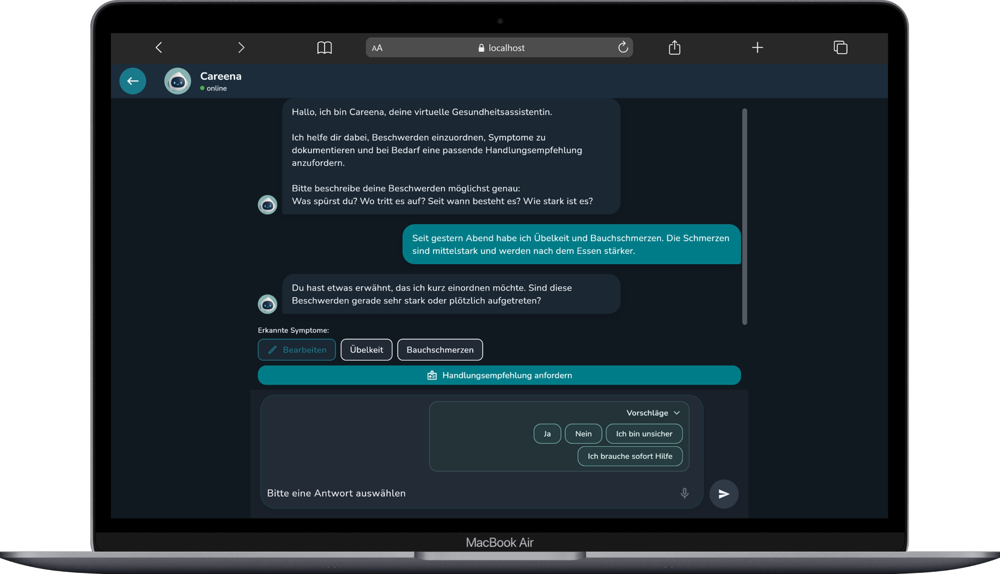 AA
localhost
Careena
online
Hallo, ich bin Careena, deine virtuelle Gesundheitsassistentin.
Ich helfe dir dabei, Beschwerden einzuordnen, Symptome zu
dokumentieren und bei Bedarf eine passende Handlungsempfehlung
anzufordern.
Bitte beschreibe deine Beschwerden möglichst genau:
Was spürst du? Wo tritt es auf? Seit wann besteht es? Wie stark ist es?
Seit gestern Abend habe ich Übelkeit und Bauchschmerzen. Die Schmerzen
sind mittelstark und werden nach dem Essen stärker.
Du hast etwas erwähnt, das ich kurz einordnen möchte. Sind diese
Beschwerden gerade sehr stark oder plötzlich aufgetreten?
Erkannte Symptome:
Bearbeiten Übelkeit Bauchschmerzen
Handlungsempfehlung anfordern
Vorschläge
Ja Nein Ich bin unsicher
Ich brauche sofort Hilfe
Bitte eine Antwort auswählen
MacBook Air